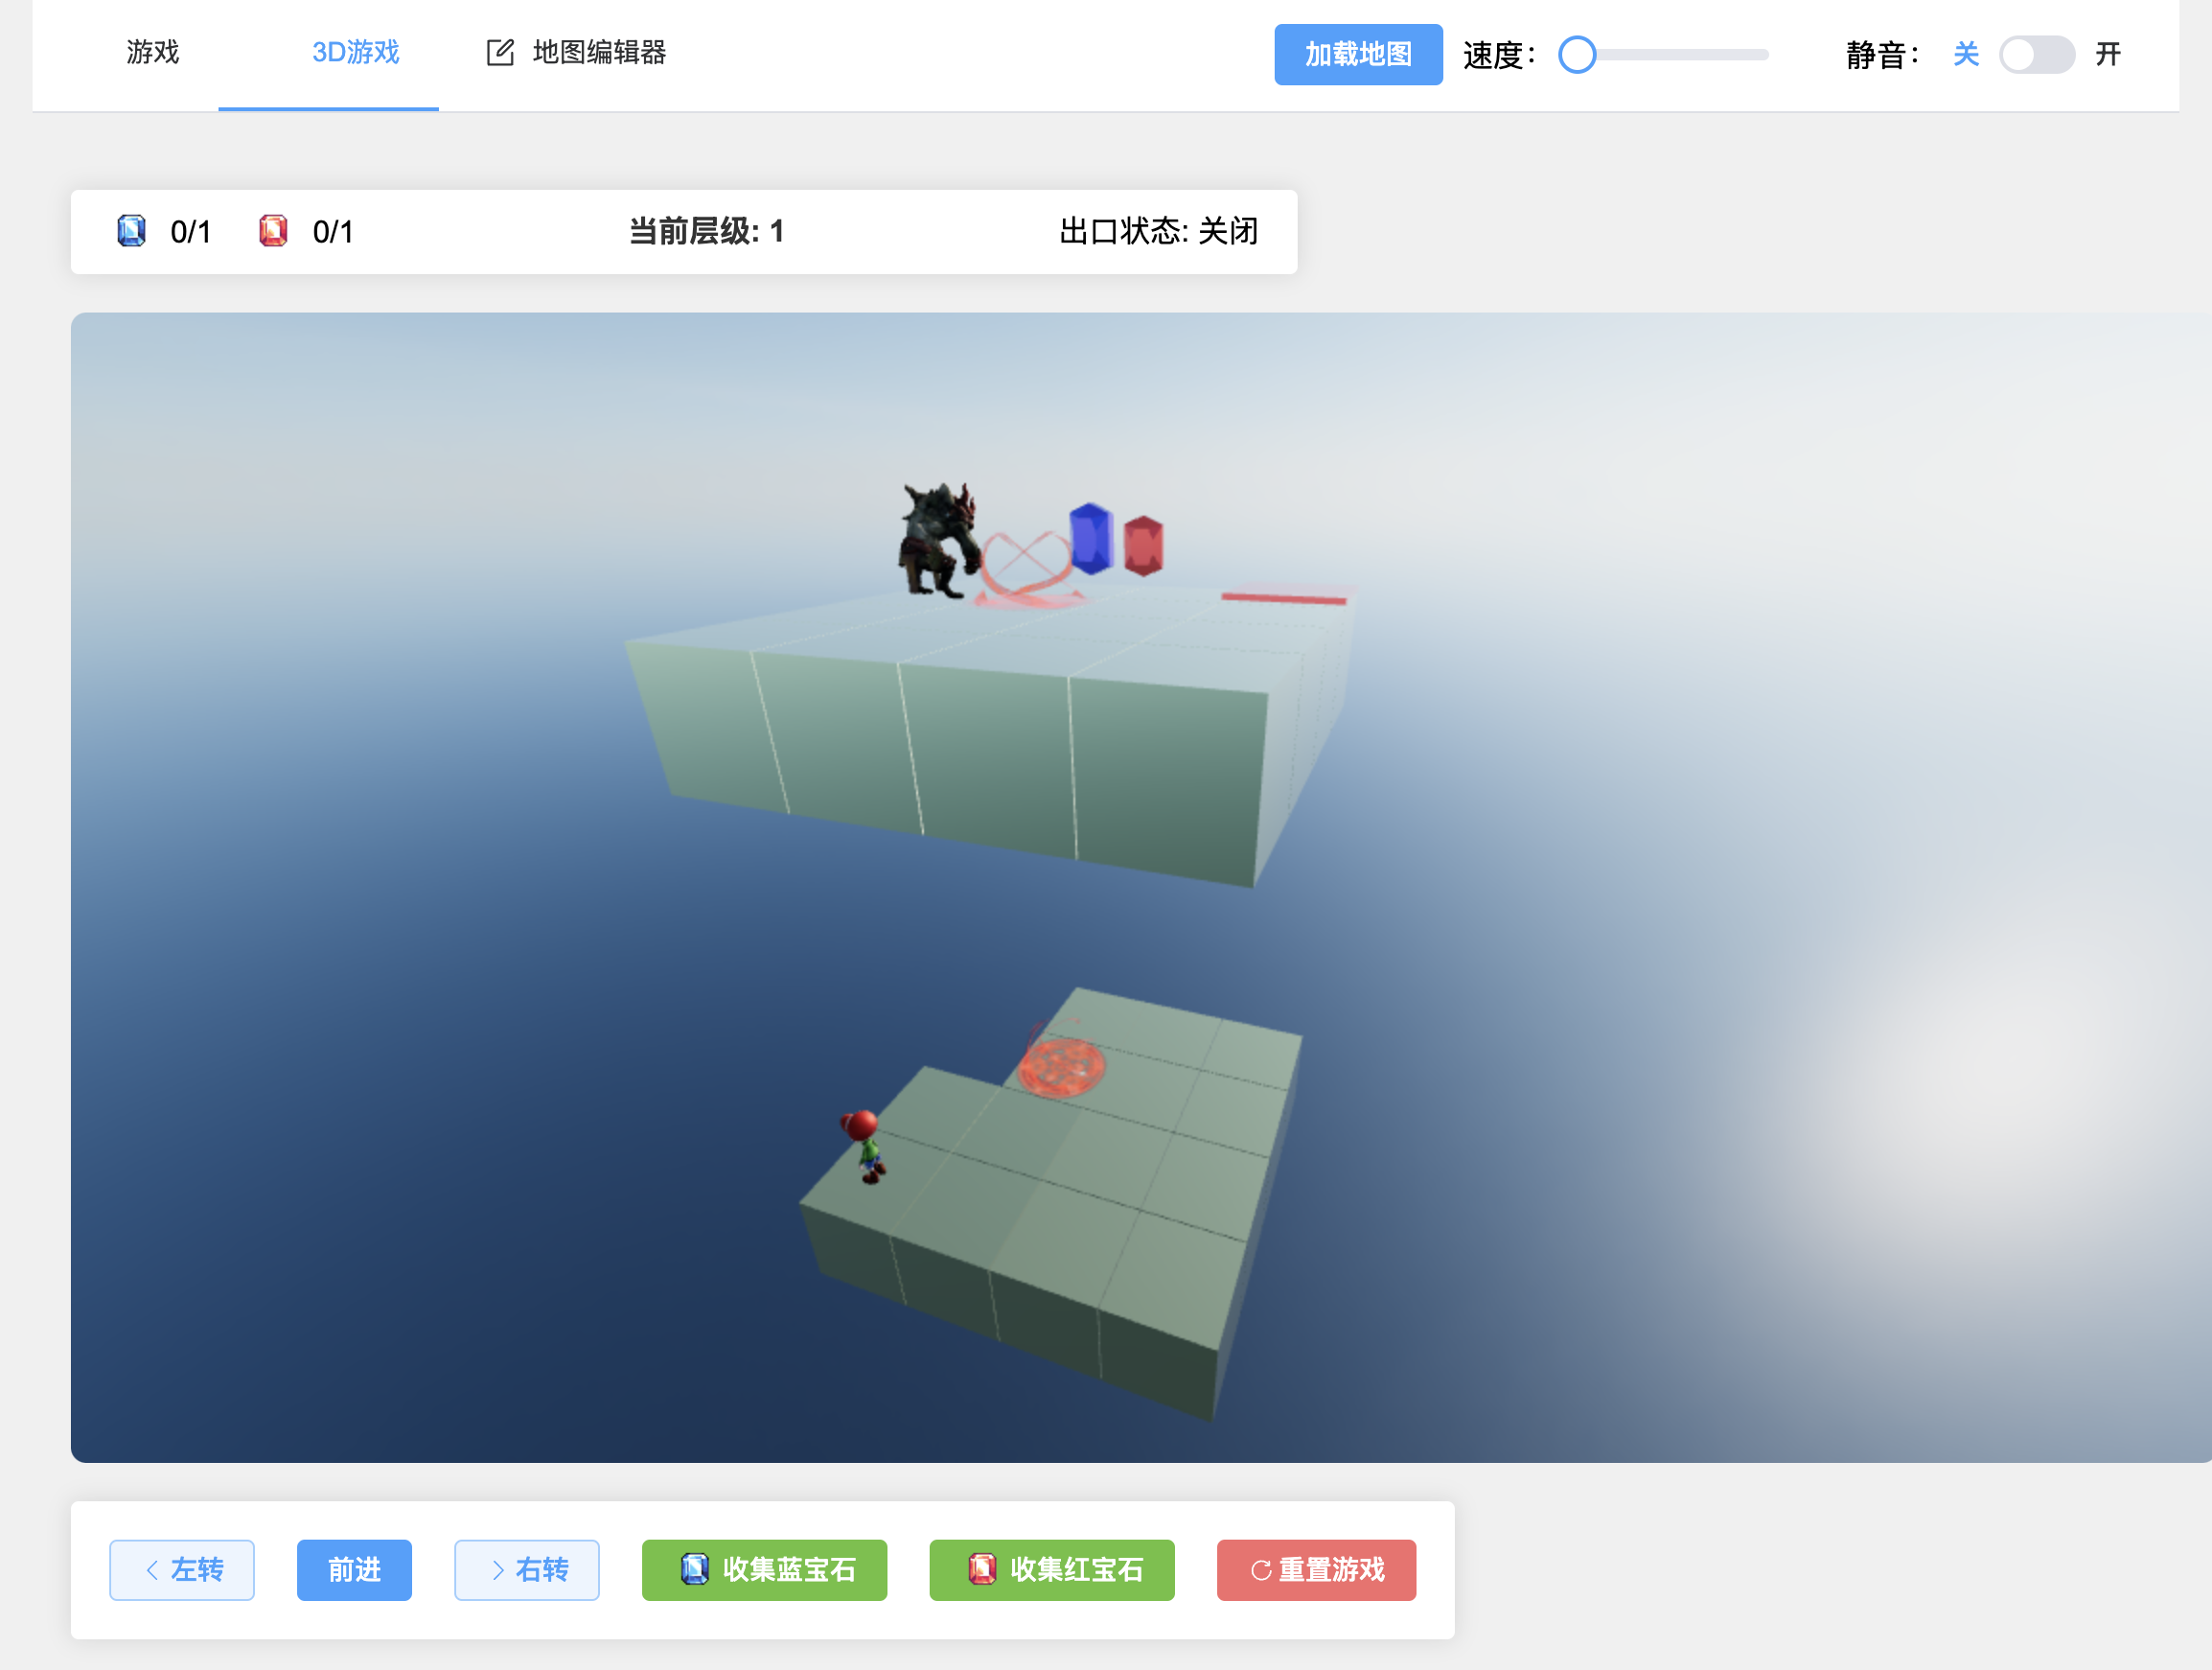 游戏
3D游戏
地图编辑器
加载地图
速度：
静音： 关 开
0/1 0/1 当前层级: 1 出口状态: 关闭
左转
前进
右转
收集蓝宝石
收集红宝石
重置游戏